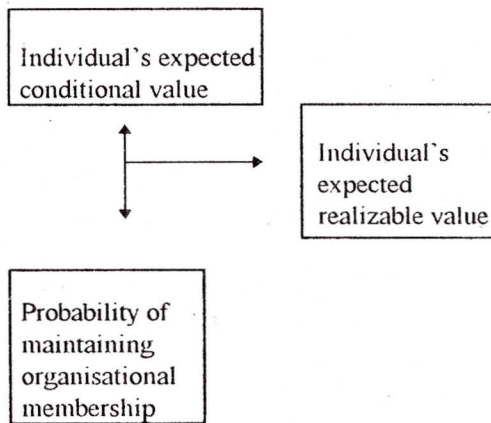 Individual's expected
conditional value
Individual's
expected
realizable value
Probability of
maintaining
organisational
membership